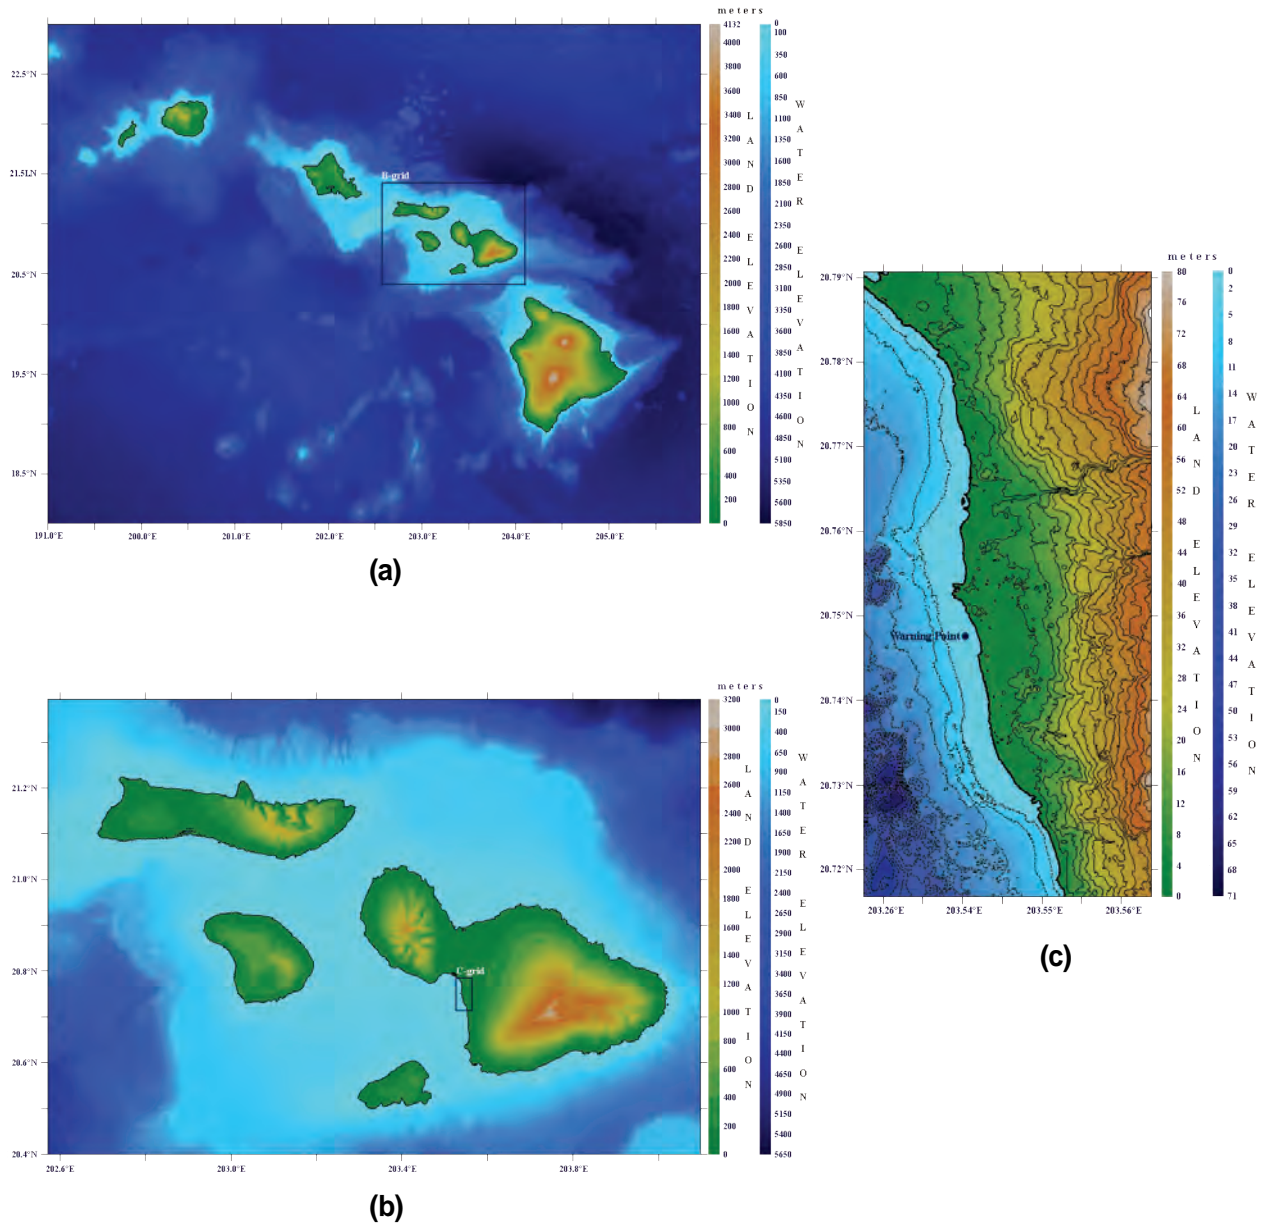 meters
4132
4000
3800
3600
3400
3200
3000
2800
2600
2400
2200
2000
1800
1600
1400
1200
1000
800
600
400
200
0
LAND ELEVATION
0
100
350
600
850
1100
1350
1600
1850
2100
2350
2600
2850
3100
3350
3600
3850
4100
4350
4600
4850
5100
5350
5600
5850
WATER ELEVATION
22.5°N
21.5LN
20.5°N
19.5°N
18.5°N
B-grid
191.0°E
200.0°E
201.0°E
202.0°E
203.0°E
204.0°E
205.0°E
(a)
meters
3200
3000
2800
2600
2400
2200
2000
1800
1600
1400
1200
1000
800
600
400
200
0
LAND ELEVATION
0
150
400
650
900
1150
1400
1650
1900
2150
2400
2650
2900
3150
3400
3650
3900
4150
4400
4650
4900
5150
5400
5650
WATER ELEVATION
21.2°N
21.0°N
20.8°N
20.6°N
20.4°N
C-grid
202.6°E
203.0°E
203.4°E
203.8°E
(b)
meters
80
76
72
68
64
60
56
52
48
44
40
36
32
28
24
20
16
12
8
4
0
LAND ELEVATION
0
2
5
8
11
14
17
20
23
26
29
32
35
38
41
44
47
50
53
56
59
62
65
68
71
WATER ELEVATION
20.79°N
20.78°N
20.77°N
20.76°N
20.75°N
20.74°N
20.73°N
20.72°N
Warning Point
203.26°E
203.54°E
203.55°E
203.56°E
(c)